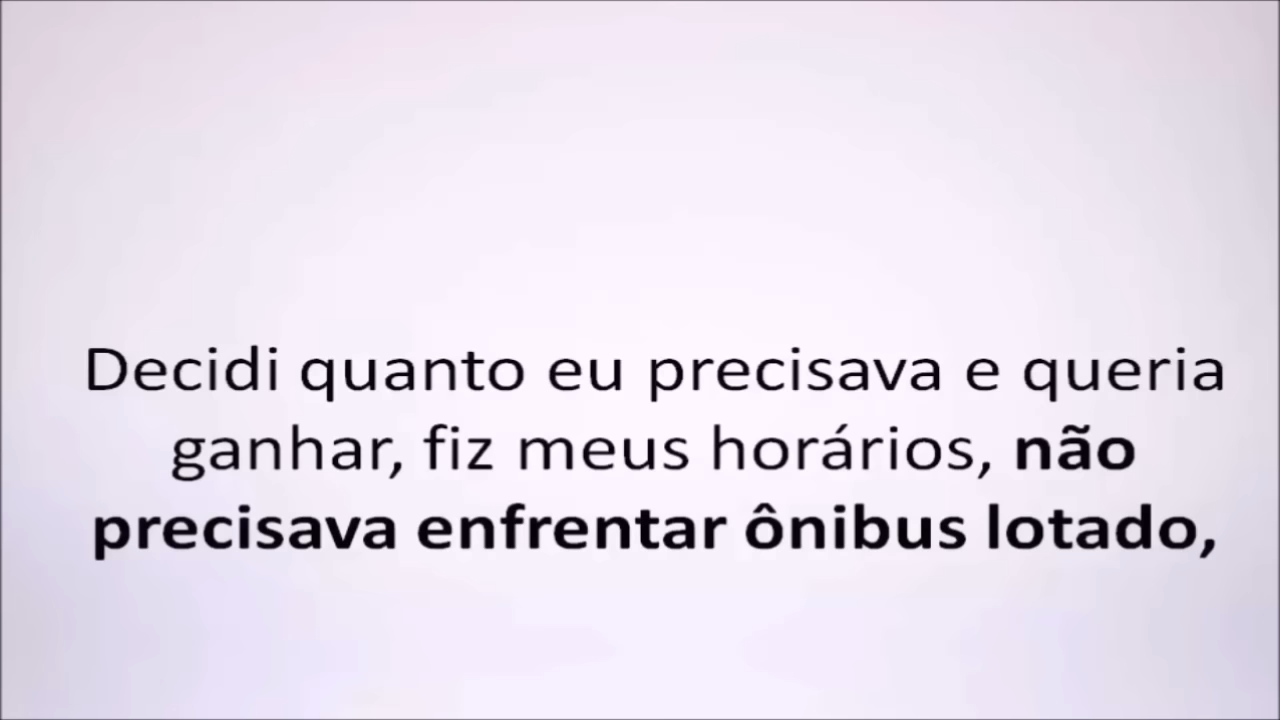 Decidi quanto eu precisava e queria
ganhar, fiz meus horários, não
precisava enfrentar ônibus lotado,